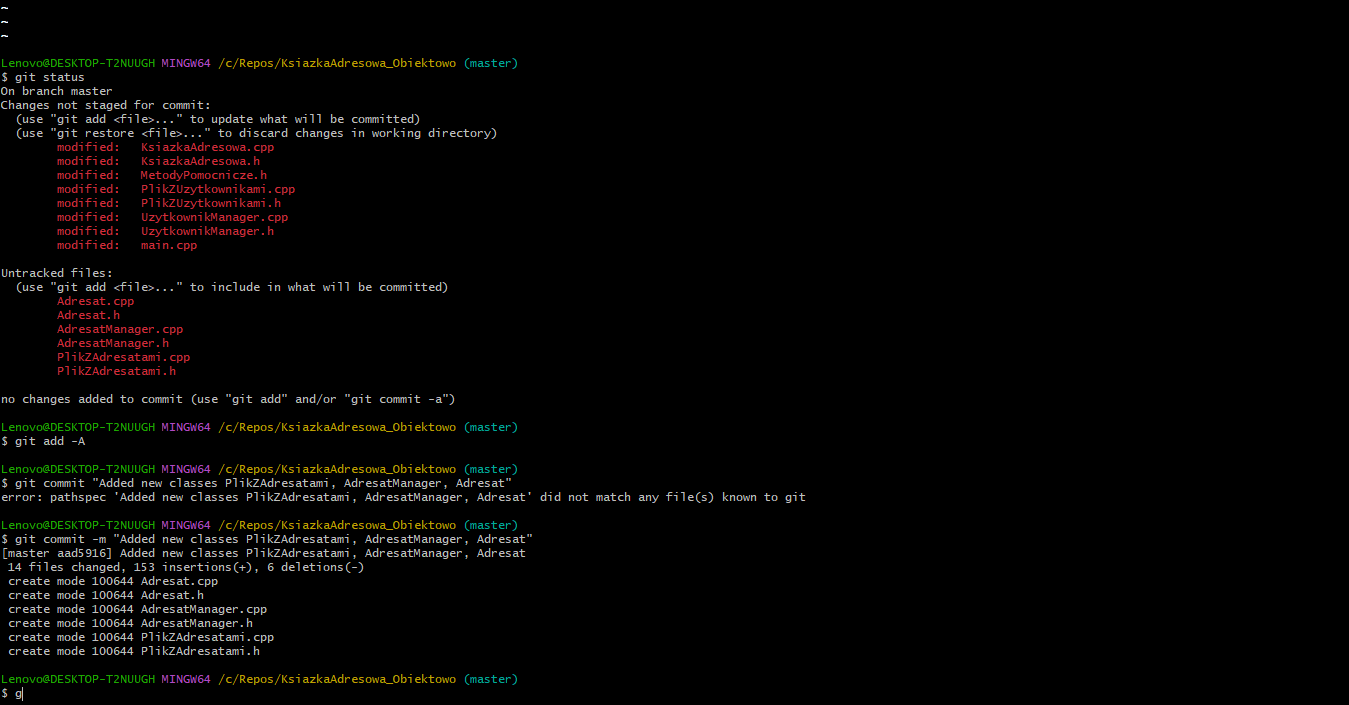 ~
~
~
Lenovo@DESKTOP-T2NUUGH MINGW64 /c/Repos/KsiazkaAdresowa_Obiektowo (master)
$ git status
On branch master
Changes not staged for commit:
  (use "git add <file>..." to update what will be committed)
  (use "git restore <file>..." to discard changes in working directory)
        modified:   KsiazkaAdresowa.cpp
        modified:   KsiazkaAdresowa.h
        modified:   MetodyPomocnicze.h
        modified:   PlikZUzytkownikami.cpp
        modified:   PlikZUzytkownikami.h
        modified:   UzytkownikManager.cpp
        modified:   UzytkownikManager.h
        modified:   main.cpp
Untracked files:
  (use "git add <file>..." to include in what will be committed)
        Adresat.cpp
        Adresat.h
        AdresatManager.cpp
        AdresatManager.h
        PlikZAdresatami.cpp
        PlikZAdresatami.h
no changes added to commit (use "git add" and/or "git commit -a")
Lenovo@DESKTOP-T2NUUGH MINGW64 /c/Repos/KsiazkaAdresowa_Obiektowo (master)
$ git add -A
Lenovo@DESKTOP-T2NUUGH MINGW64 /c/Repos/KsiazkaAdresowa_Obiektowo (master)
$ git commit "Added new classes PlikZAdresatami, AdresatManager, Adresat"
error: pathspec 'Added new classes PlikZAdresatami, AdresatManager, Adresat' did not match any file(s) known to git
Lenovo@DESKTOP-T2NUUGH MINGW64 /c/Repos/KsiazkaAdresowa_Obiektowo (master)
$ git commit -m "Added new classes PlikZAdresatami, AdresatManager, Adresat"
[master aad5916] Added new classes PlikZAdresatami, AdresatManager, Adresat
 14 files changed, 153 insertions(+), 6 deletions(-)
 create mode 100644 Adresat.cpp
 create mode 100644 Adresat.h
 create mode 100644 AdresatManager.cpp
 create mode 100644 AdresatManager.h
 create mode 100644 PlikZAdresatami.cpp
 create mode 100644 PlikZAdresatami.h
Lenovo@DESKTOP-T2NUUGH MINGW64 /c/Repos/KsiazkaAdresowa_Obiektowo (master)
$ g